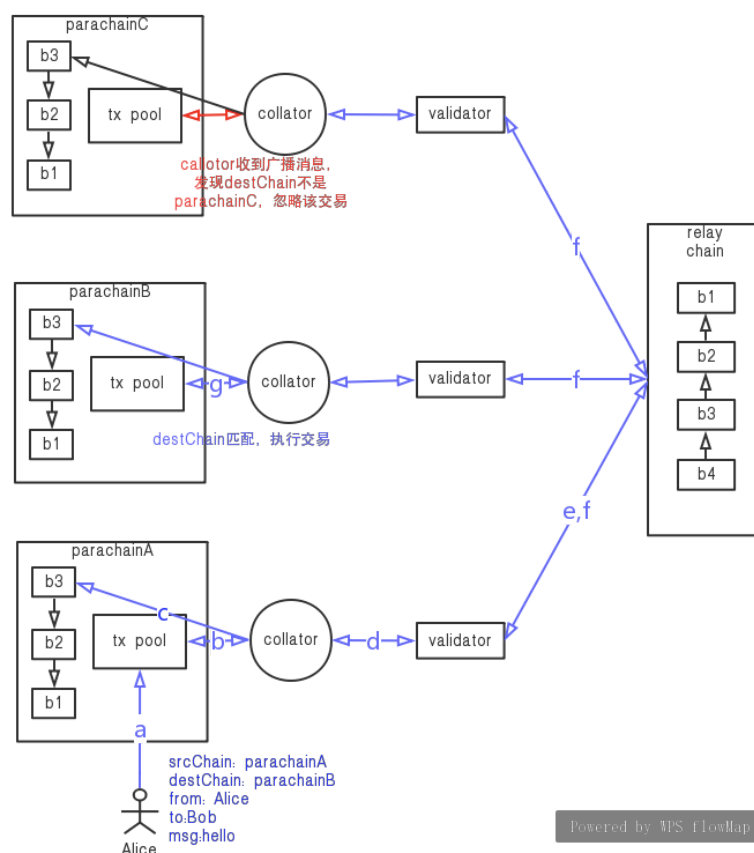 parachainC
b3
b2
b1
tx pool
collator
validator
callotor收到广播消息，
发现destChain不是
parachainC，忽略该交易
f
relay
chain
b1
b2
b3
b4
parachainB
b3
b2
b1
tx pool
g
collator
validator
f
destChain匹配，执行交易
e,f
parachainA
b3
b2
b1
c
tx pool
b
collator
d
validator
a
srcChain: parachainA
destChain: parachainB
from: Alice
to:Bob
msg:hello
Alice
Powered by WPS flowMap